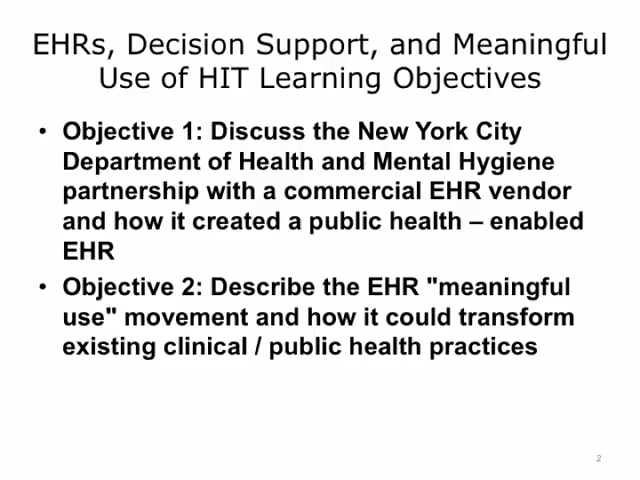 EHRs, Decision Support, and Meaningful
Use of HIT Learning Objectives
• Objective 1: Discuss the New York City
Department of Health and Mental Hygiene
partnership with a commercial EHR vendor
and how it created a public health – enabled
EHR
• Objective 2: Describe the EHR "meaningful
use" movement and how it could transform
existing clinical / public health practices
2